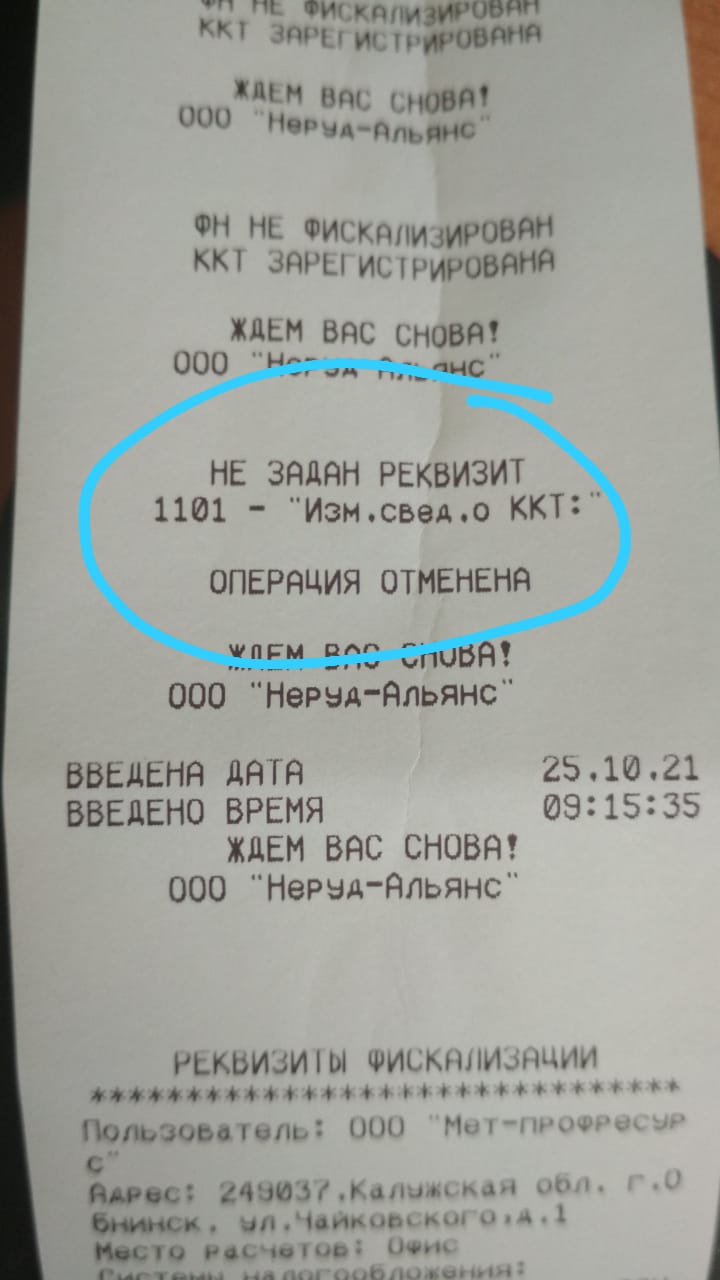 ФН НЕ ФИСКАЛИЗИРОВАН
ККТ ЗАРЕГИСТРИРОВАНА
ЖДЕМ ВАС СНОВА!
ООО "Неруд-Альянс"
ФН НЕ ФИСКАЛИЗИРОВАН
ККТ ЗАРЕГИСТРИРОВАНА
ЖДЕМ ВАС СНОВА!
ООО "Неруд-Альянс"
НЕ ЗАДАН РЕКВИЗИТ
1101 - "Изм.свед.о ККТ:"
ОПЕРАЦИЯ ОТМЕНЕНА
ЖДЕМ ВАС СНОВА!
ООО "Неруд-Альянс"
ВВЕДЕНА ДАТА 25.10.21
ВВЕДЕНО ВРЕМЯ 09:15:35
ЖДЕМ ВАС СНОВА!
ООО "Неруд-Альянс"
РЕКВИЗИТЫ ФИСКАЛИЗАЦИИ
********************************
Пользователь: ООО "Мет-профресур
с"
Адрес: 249037,Калужская обл. г.О
бнинск, ул.Чайковского,д.1
Место расчетов: Офис
Системы налогообложения: